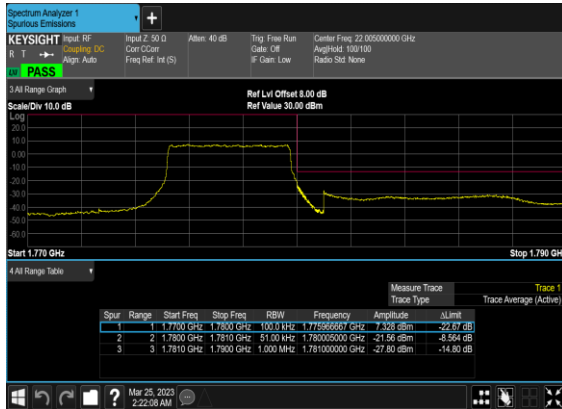 Spectrum Analyzer 1
Spurious Emissions
KEYSIGHT Input: RF Input Z: 50 Ω Atten: 40 dB Trig: Free Run Center Freq: 22.005000000 GHz
R T Coupling: DC Corr CCorr Gate: Off Avg|Hold: 100/100
Align: Auto Freq Ref: Int (S) IF Gain: Low Radio Std: None
LV PASS
3 All Range Graph Ref Lvl Offset 8.00 dB
Scale/Div 10.0 dB Ref Value 30.00 dBm
Log
20.0
10.0
0.00
-10.0
-20.0
-30.0
-40.0
-50.0
-60.0
Start 1.770 GHz Stop 1.790 GH
4 All Range Table
Measure Trace Trace 1
Trace Type Trace Average (Active)
Spur Range Start Freq Stop Freq RBW Frequency Amplitude ΔLimit
1 1 1.7700 GHz 1.7800 GHz 100.0 kHz 1.775966667 GHz 7.328 dBm -22.67 dB
2 2 1.7800 GHz 1.7810 GHz 51.00 kHz 1.780005000 GHz -21.56 dBm -8.564 dB
3 3 1.7810 GHz 1.7900 GHz 1.000 MHz 1.781000000 GHz -27.80 dBm -14.80 dB
? Mar 25, 2023
2:22:08 AM